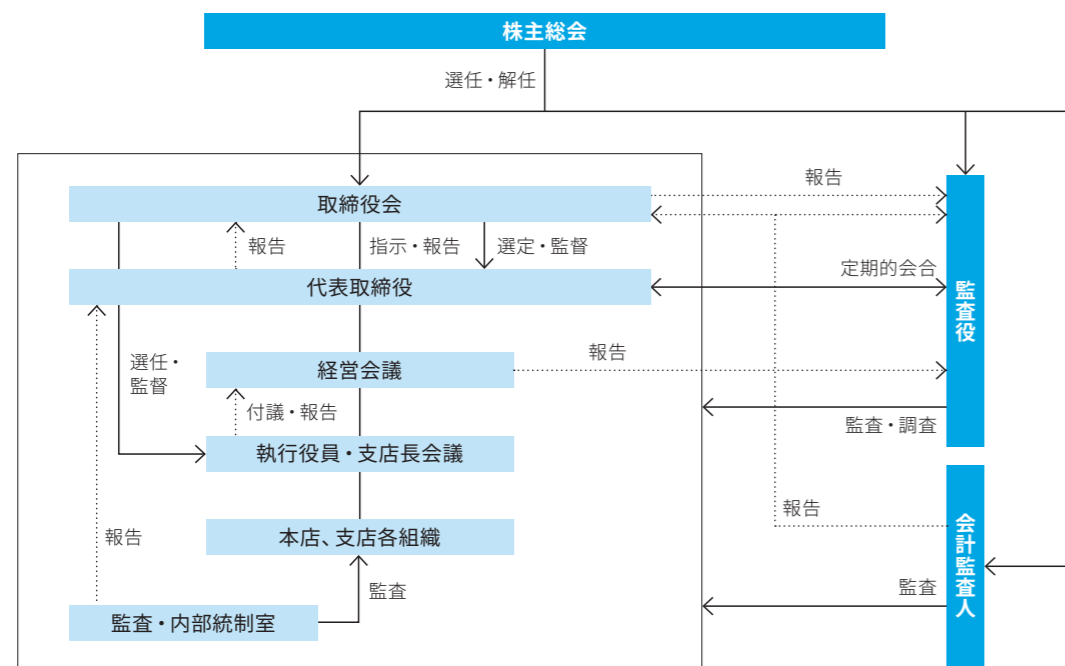 株主総会
選任・解任
報告
取締役会
報告
指示・報告
選定・監督
定期的会合
代表取締役
監査役
報告
選任・
監督
経営会議
付議・報告
監査・調査
執行役員・支店長会議
報告
本店、支店各組織
報告
会計監査人
監査
監査
監査・内部統制室